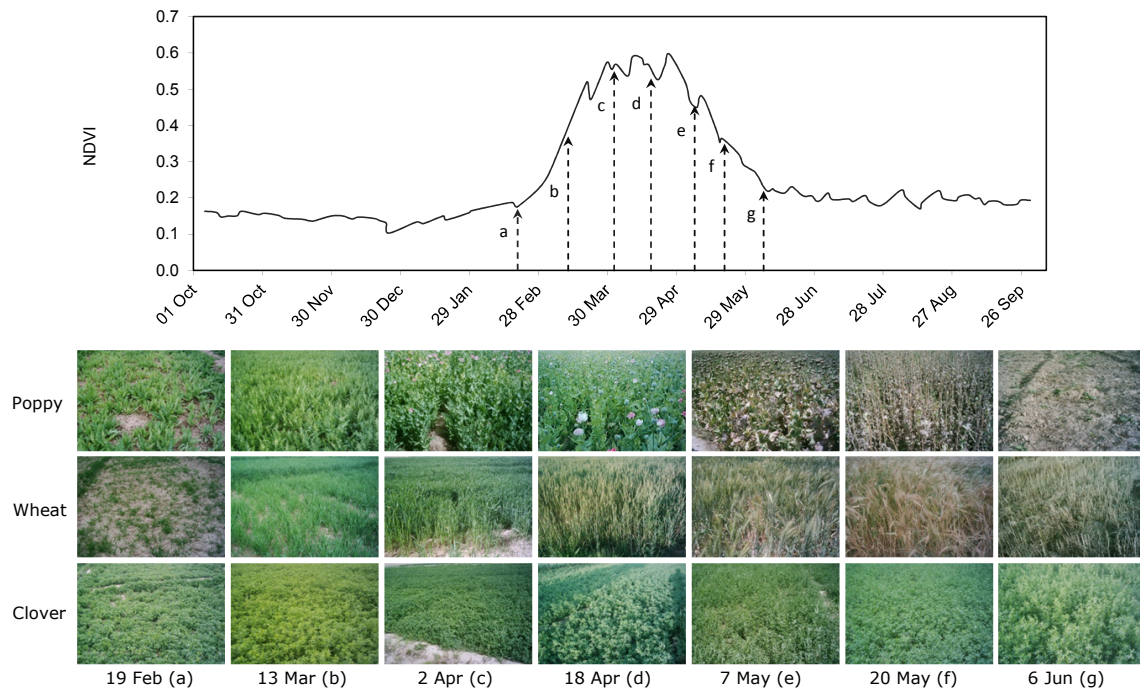 0.7
0.6
0.5
0.4
0.3
0.2
0.1
0.0
NDVI
a
b
c
d
e
f
g
01 Oct
31 Oct
30 Nov
30 Dec
29 Jan
28 Feb
30 Mar
29 Apr
29 May
28 Jun
28 Jul
27 Aug
26 Sep
Poppy
Wheat
Clover
19 Feb (a)
13 Mar (b)
2 Apr (c)
18 Apr (d)
7 May (e)
20 May (f)
6 Jun (g)